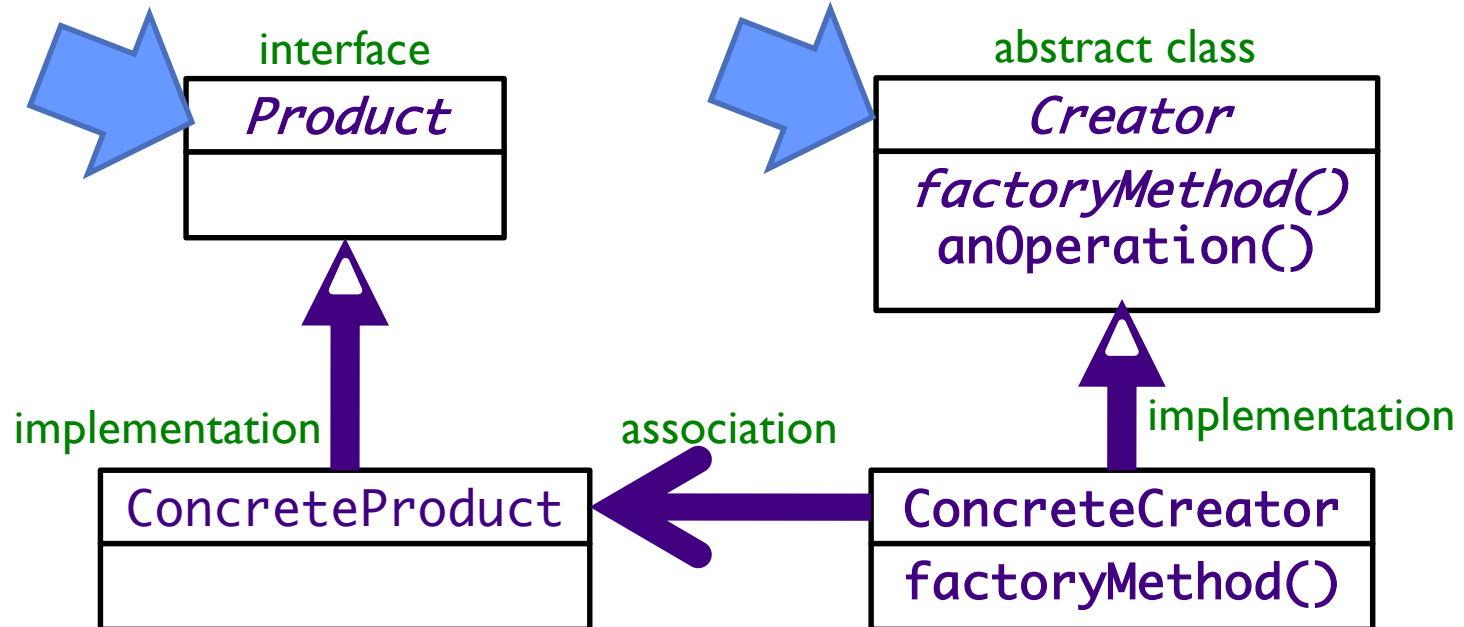 interface
Product
abstract class
Creator
factoryMethod()
anOperation()
implementation
association
implementation
ConcreteProduct
ConcreteCreator
factoryMethod()